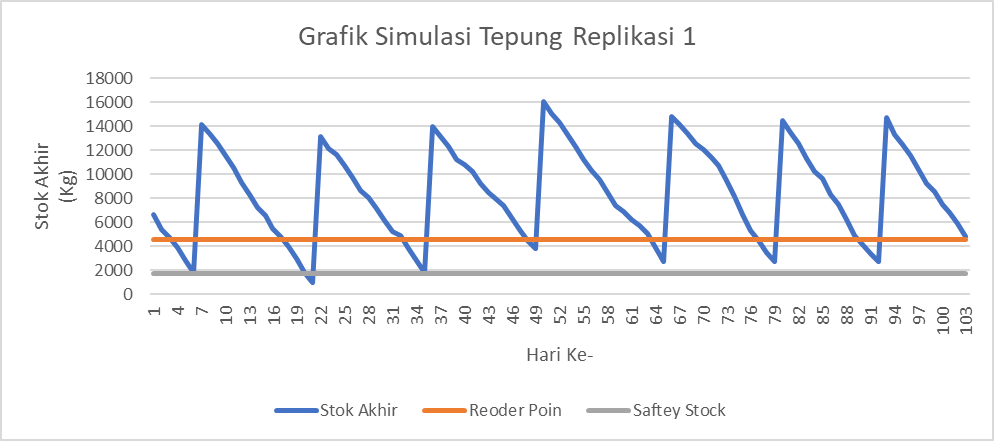 Grafik Simulasi Tepung Replikasi 1
18000
16000
14000
12000
10000
8000
6000
4000
2000
0
Stok Akhir
(Kg)
1 4 7 10 13 16 19 22 25 28 31 34 37 40 43 46 49 52 55 58 61 64 67 70 73 76 79 82 85 88 91 94 97 100 103
Hari Ke-
Stok Akhir Reoder Poin Saftey Stock